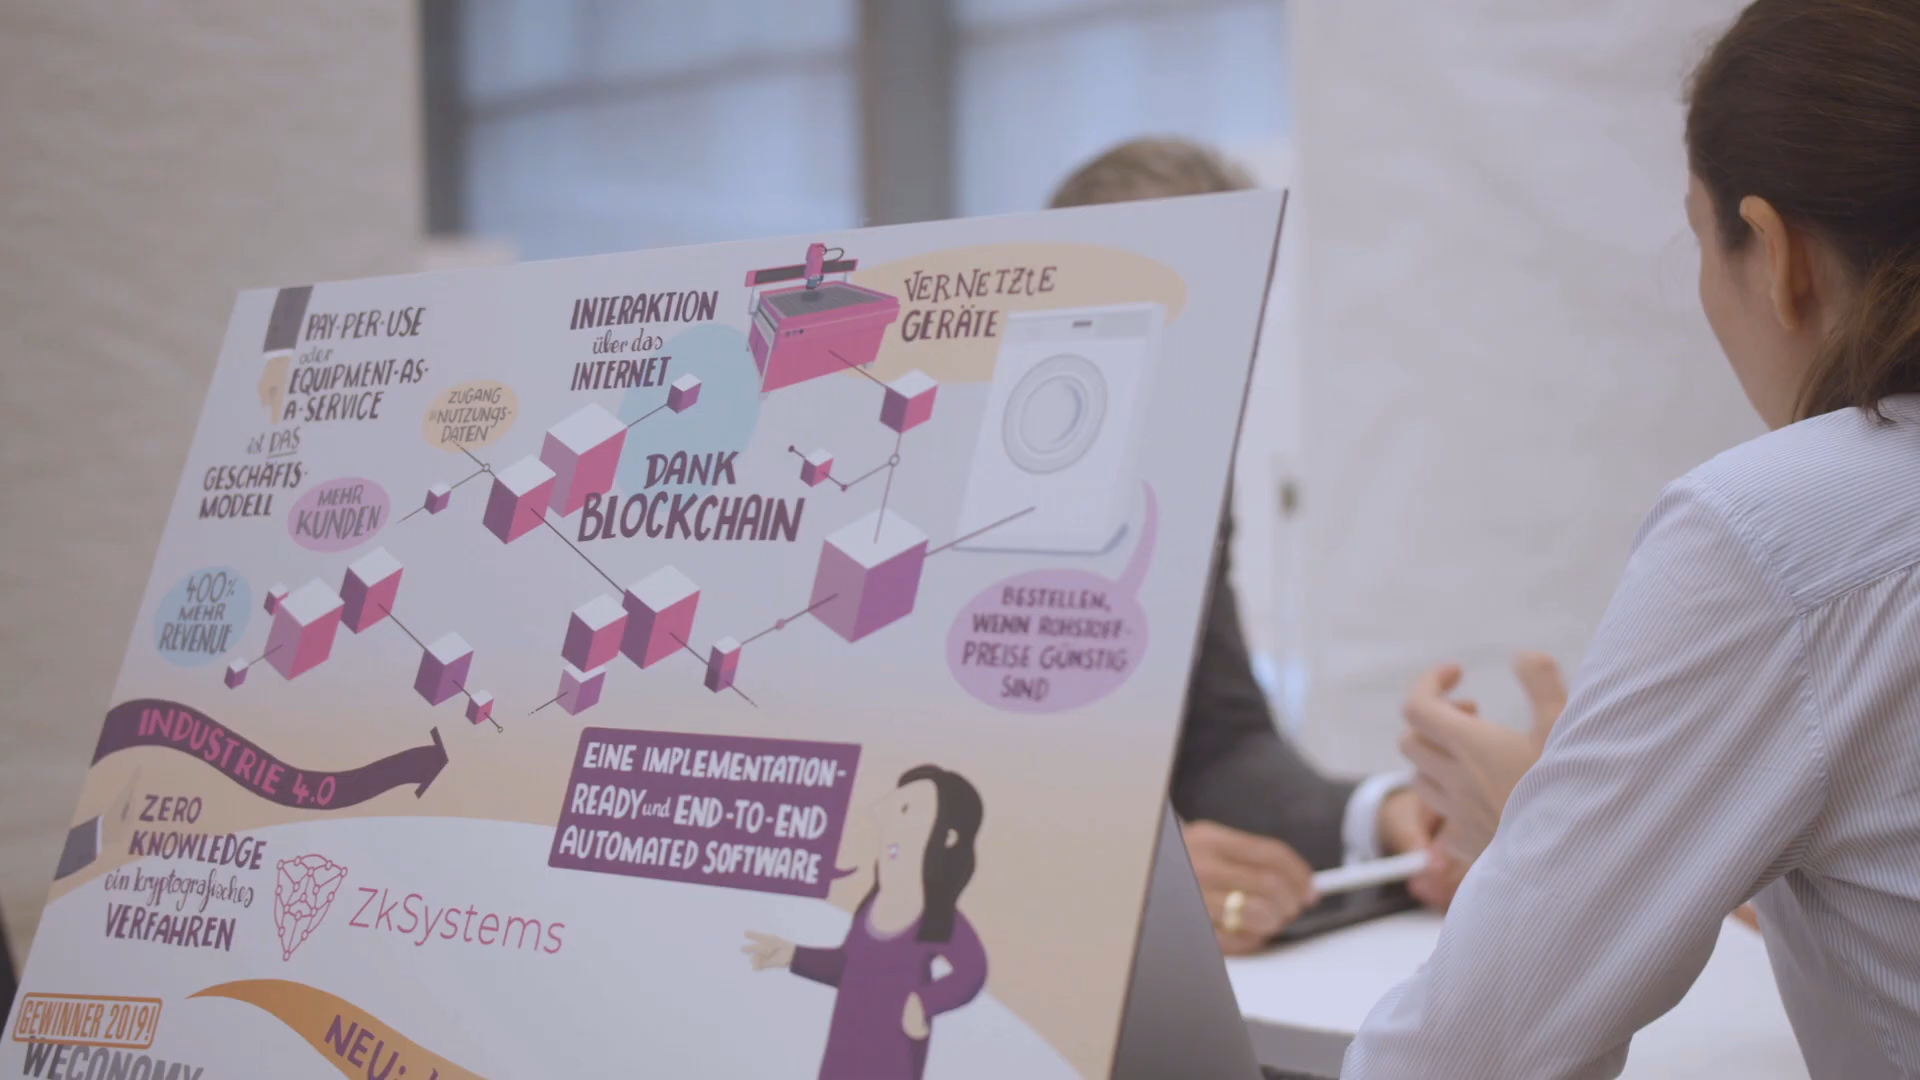 PAY-PER-USE
oder
EQUIPMENT-AS-
A-SERVICE
ist DAS
GESCHÄFTS-
MODELL
ZUGANG
=NUTZUNGS-
DATEN
MEHR
KUNDEN
400%
MEHR
REVENUE
INTERAKTION
über das
INTERNET
DANK
BLOCKCHAIN
VERNETZTE
GERÄTE
BESTELLEN,
WENN ROHSTOFF-
PREISE GÜNSTIG
SIND
INDUSTRIE 4.0
ZERO
KNOWLEDGE
ein kryptografisches
VERFAHREN
ZkSystems
EINE IMPLEMENTATION-
READY und END-TO-END
AUTOMATED SOFTWARE
GEWINNER 2019!
WECONOMY
NEU: